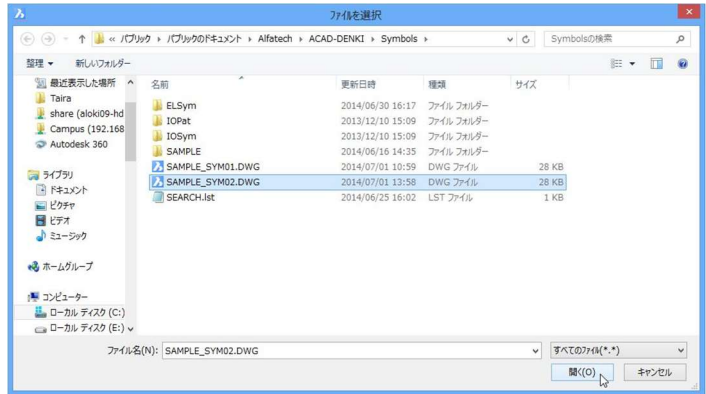 ファイルを選択
« パブリック ▸ パブリックのドキュメント ▸ Alfatech ▸ ACAD-DENKI ▸ Symbols ▸
Symbolsの検索
整理 ▾ 新しいフォルダー
最近表示した場所
Taira
share (aloki09-hd
Campus (192.168
Autodesk 360
ライブラリ
ドキュメント
ピクチャ
ビデオ
ミュージック
ホームグループ
コンピューター
ローカル ディスク (C:)
ローカル ディスク (E:)
名前 更新日時 種類 サイズ
ELSym 2014/06/30 16:17 ファイル フォルダー
IOPat 2013/12/10 15:09 ファイル フォルダー
IOSym 2013/12/10 15:09 ファイル フォルダー
SAMPLE 2014/06/16 14:35 ファイル フォルダー
SAMPLE_SYM01.DWG 2014/07/01 10:59 DWG ファイル 28 KB
SAMPLE_SYM02.DWG 2014/07/01 13:58 DWG ファイル 28 KB
SEARCH.lst 2014/06/25 16:02 LST ファイル 1 KB
ファイル名(N): SAMPLE_SYM02.DWG
すべてのファイル(*.*)
開く(O) キャンセル